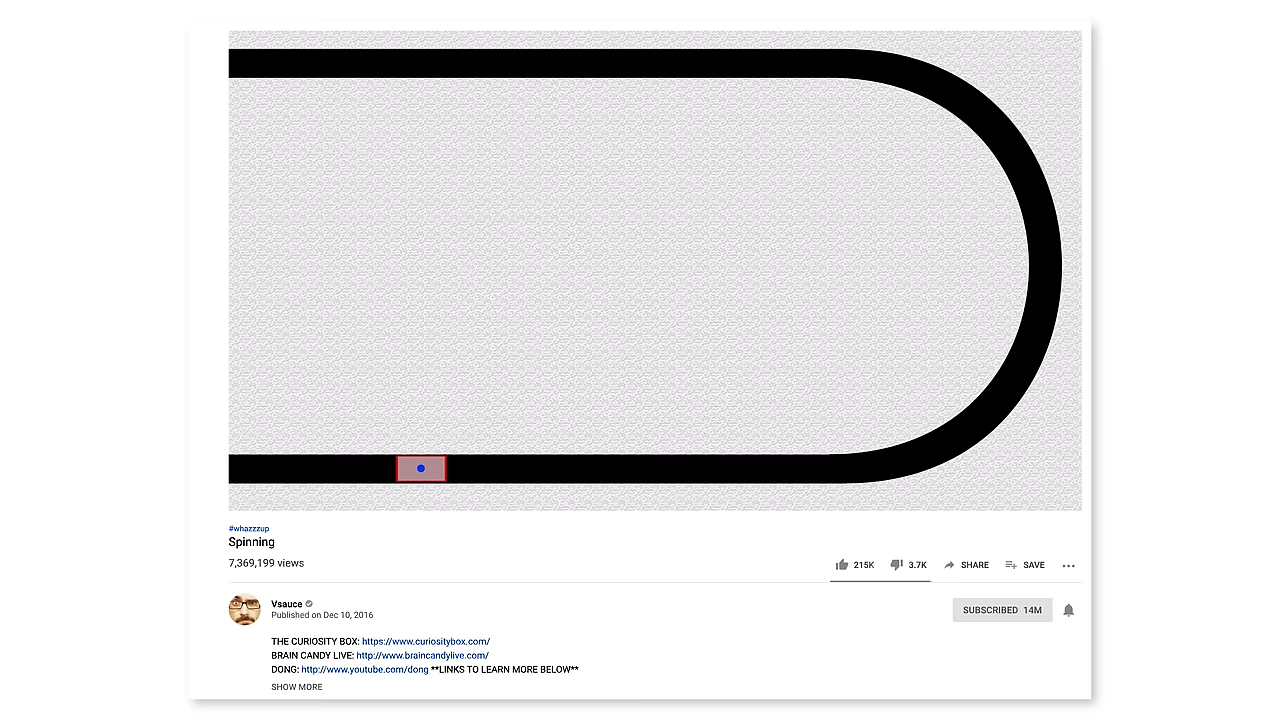 #whazzzup
Spinning
7,369,199 views
215K 3.7K SHARE SAVE
Vsauce
Published on Dec 10, 2016
SUBSCRIBED 14M
THE CURIOSITY BOX: https://www.curiositybox.com/
BRAIN CANDY LIVE: http://www.braincandylive.com/
DONG: http://www.youtube.com/dong **LINKS TO LEARN MORE BELOW**
SHOW MORE